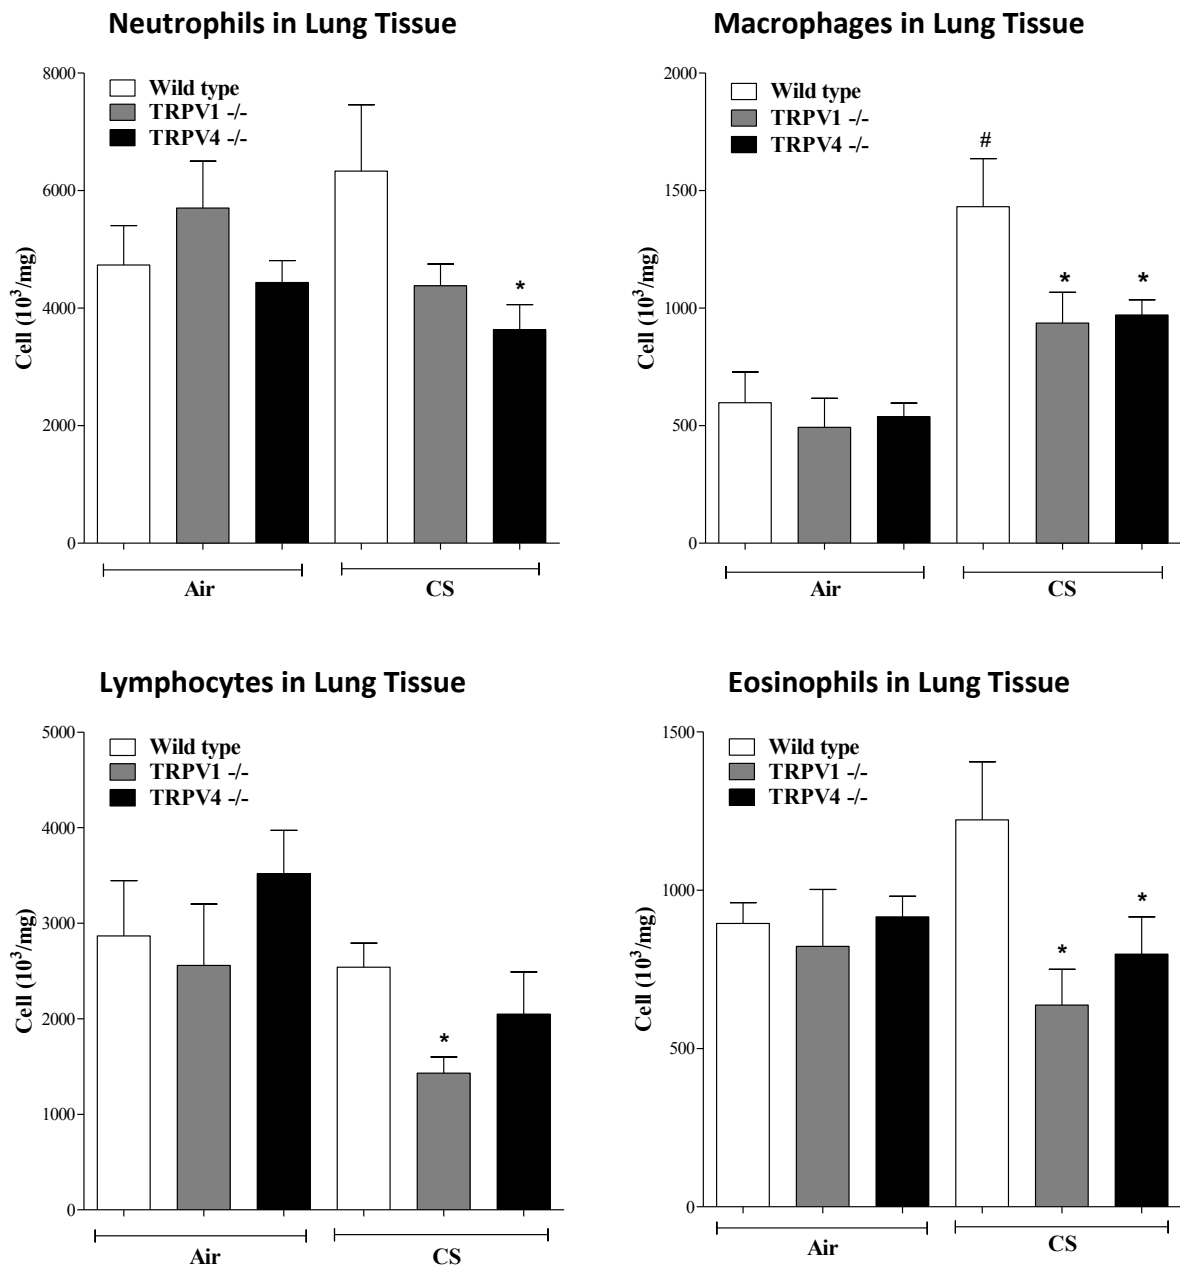 Neutrophils in Lung Tissue
8000
6000
4000
2000
0
Cell (10³/mg)
Wild type
TRPV1 -/-
TRPV4 -/-
*
Air
CS
Macrophages in Lung Tissue
2000
1500
1000
500
0
Cell (10³/mg)
Wild type
TRPV1 -/-
TRPV4 -/-
#
*
*
Air
CS
Lymphocytes in Lung Tissue
5000
4000
3000
2000
1000
0
Cell (10³/mg)
Wild type
TRPV1 -/-
TRPV4 -/-
*
Air
CS
Eosinophils in Lung Tissue
1500
1000
500
0
Cell (10³/mg)
Wild type
TRPV1 -/-
TRPV4 -/-
*
*
Air
CS